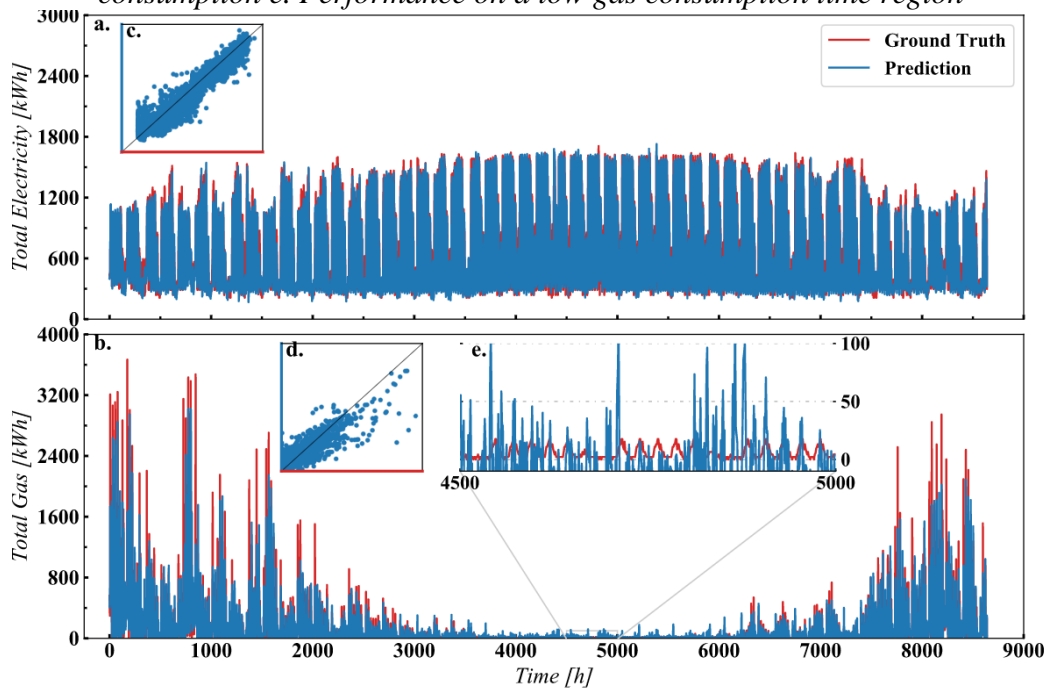 consumption e. Performance on a low gas consumption time region
3000
a.
c.
Ground Truth
Prediction
2400
1800
1200
600
0
Total Electricity [kWh]
4000
b.
d.
e.
100
50
0
4500
5000
3200
2400
1600
800
0
Total Gas [kWh]
0 1000 2000 3000 4000 5000 6000 7000 8000 9000
Time [h]